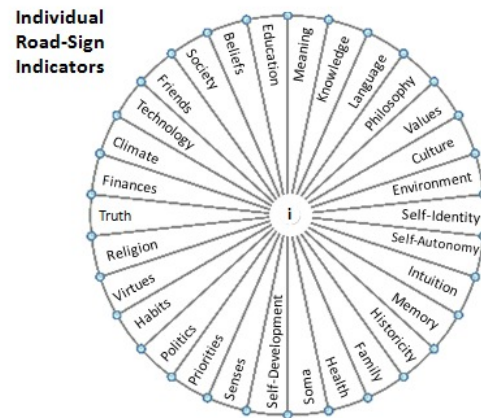 Individual
Road-Sign
Indicators
Meaning
Knowledge
Language
Philosophy
Values
Culture
Environment
Self-Identity
Self-Autonomy
Intuition
Memory
Historicity
Family
Health
Soma
Self-Development
Senses
Priorities
Politics
Habits
Virtues
Religion
Truth
Finances
Climate
Technology
Friends
Society
Beliefs
Education
i